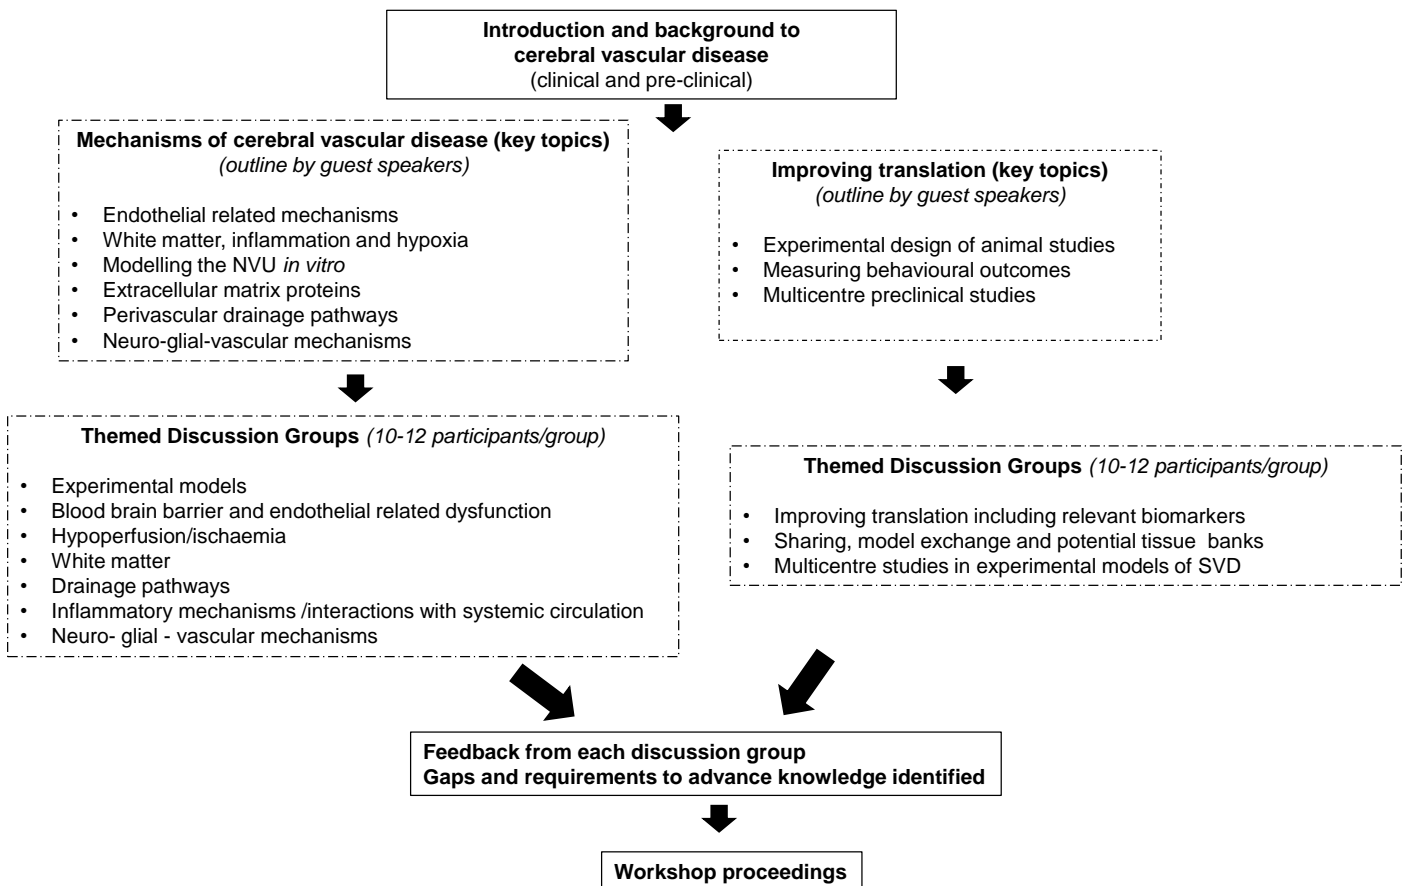 Introduction and background to
cerebral vascular disease
(clinical and pre-clinical)
Mechanisms of cerebral vascular disease (key topics)
(outline by guest speakers)
• Endothelial related mechanisms
• White matter, inflammation and hypoxia
• Modelling the NVU in vitro
• Extracellular matrix proteins
• Perivascular drainage pathways
• Neuro-glial-vascular mechanisms
Improving translation (key topics)
(outline by guest speakers)
• Experimental design of animal studies
• Measuring behavioural outcomes
• Multicentre preclinical studies
Themed Discussion Groups (10-12 participants/group)
• Experimental models
• Blood brain barrier and endothelial related dysfunction
• Hypoperfusion/ischaemia
• White matter
• Drainage pathways
• Inflammatory mechanisms /interactions with systemic circulation
• Neuro- glial - vascular mechanisms
Themed Discussion Groups (10-12 participants/group)
• Improving translation including relevant biomarkers
• Sharing, model exchange and potential tissue banks
• Multicentre studies in experimental models of SVD
Feedback from each discussion group
Gaps and requirements to advance knowledge identified
Workshop proceedings